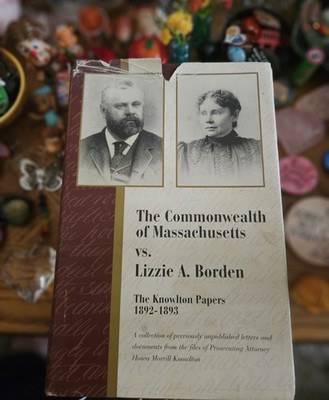 The Commonwealth
of Massachusetts
vs.
Lizzie A. Borden
The Knowlton Papers
1892-1893
A collection of previously unpublished letters and
documents from the files of Prosecuting Attorney
Hosea Morrill Knowlton